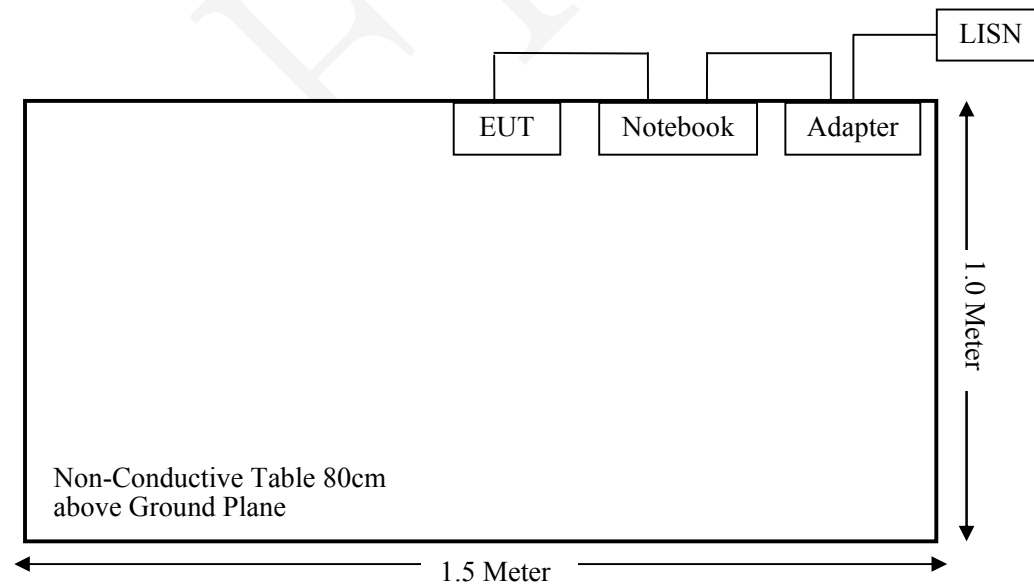 LISN
EUT
Notebook
Adapter
1.0 Meter
Non-Conductive Table 80cm
above Ground Plane
1.5 Meter